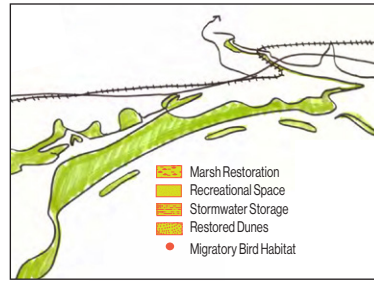 Marsh Restoration
Recreational Space
Stormwater Storage
Restored Dunes
Migratory Bird Habitat